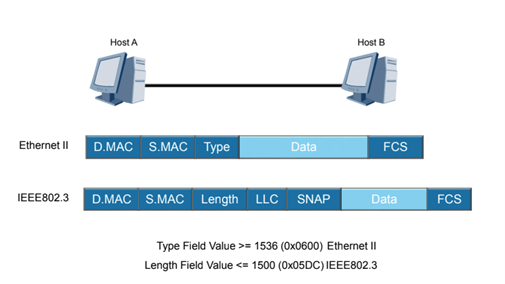 Host A Host B
Ethernet II D.MAC S.MAC Type Data FCS
IEEE802.3 D.MAC S.MAC Length LLC SNAP Data FCS
Type Field Value >= 1536 (0x0600) Ethernet II
Length Field Value <= 1500 (0x05DC) IEEE802.3